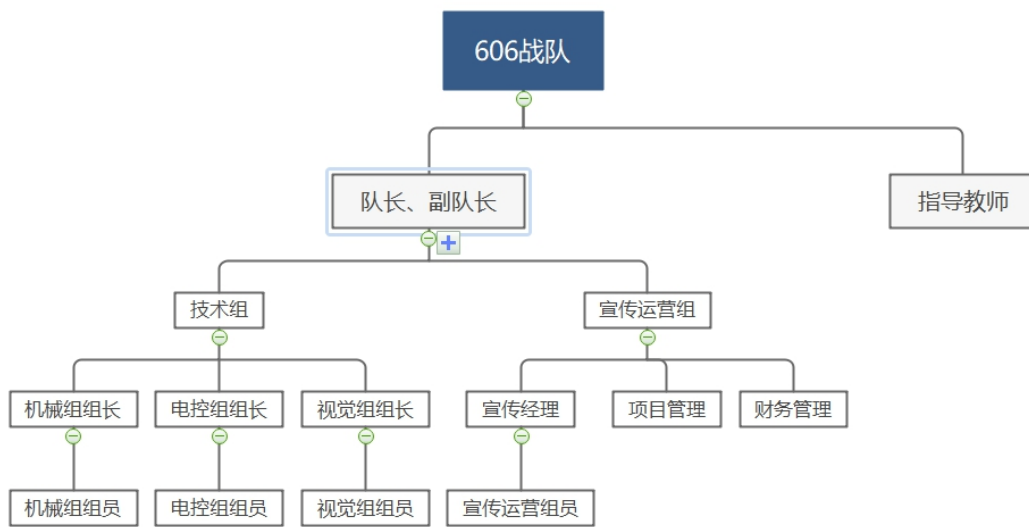 606战队
队长、副队长
指导教师
技术组
宣传运营组
机械组组长
电控组组长
视觉组组长
宣传经理
项目管理
财务管理
机械组组员
电控组组员
视觉组组员
宣传运营组员